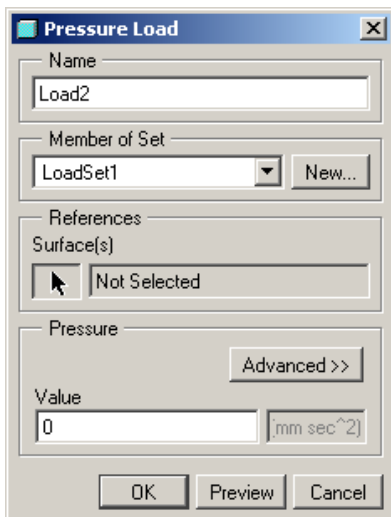 Pressure Load
Name
Load2
Member of Set
LoadSet1 New...
References
Surface(s)
Not Selected
Pressure
Advanced >>
Value
0 mm sec^2)
OK Preview Cancel